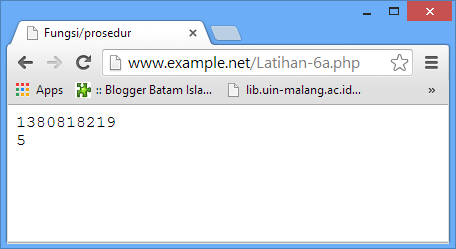 Fungsi/prosedur
www.example.net/Latihan-6a.php
Apps :: Blogger Batam Isla... lib.uin-malang.ac.id... »
1380818219
5